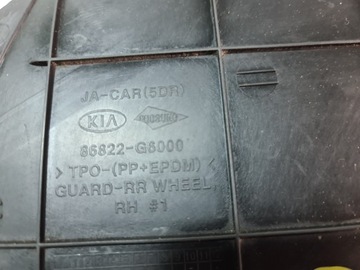 JA-CAR(5DR)
KIA
86822-G6000
> TPO-(PP+EPDM) <
GUARD-RR WHEEL,
RH #1